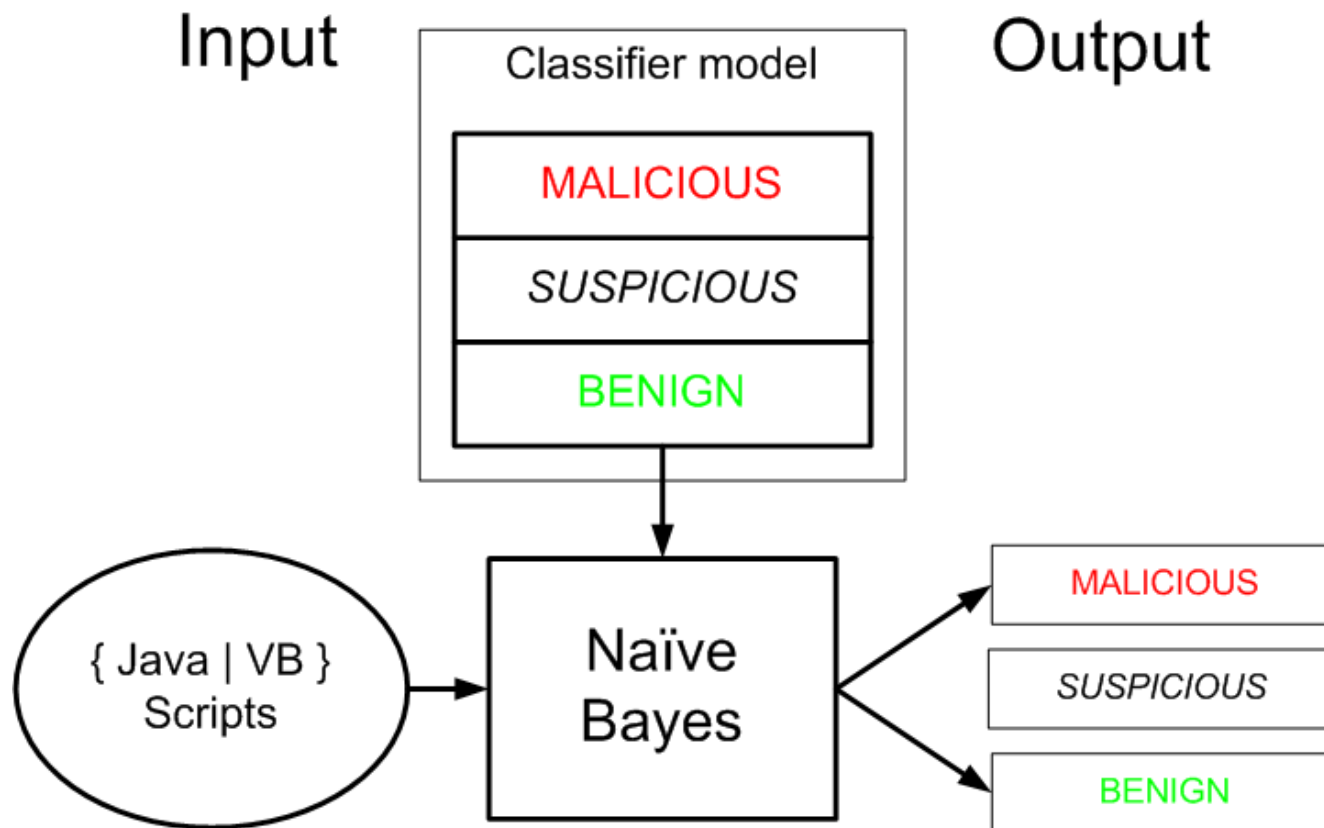 Input
Classifier model
Output
MALICIOUS
SUSPICIOUS
BENIGN
{ Java | VB }
Scripts
Naïve
Bayes
MALICIOUS
SUSPICIOUS
BENIGN